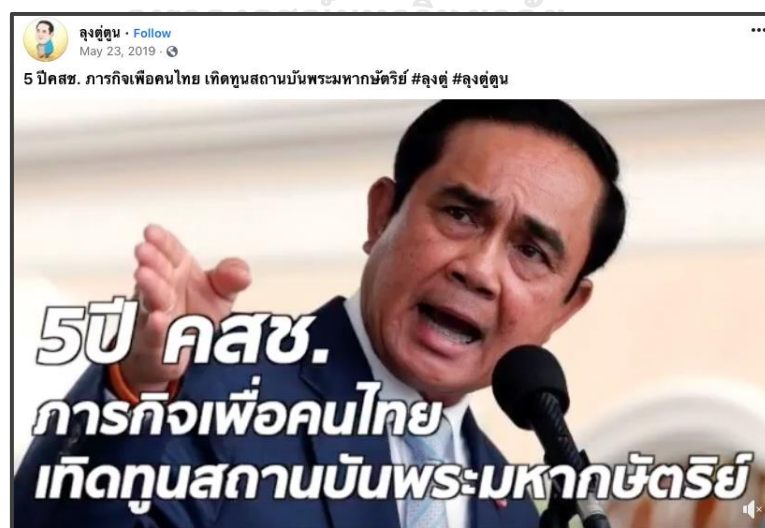 ลุงตู่ตูน · Follow
May 23, 2019 ·
5 ปีคสช. ภารกิจเพื่อคนไทย เทิดทูนสถานบันพระมหากษัตริย์ #ลุงตู่ #ลุงตู่ตูน
5ปี คสช.
ภารกิจเพื่อคนไทย
เทิดทูนสถานบันพระมหากษัตริย์